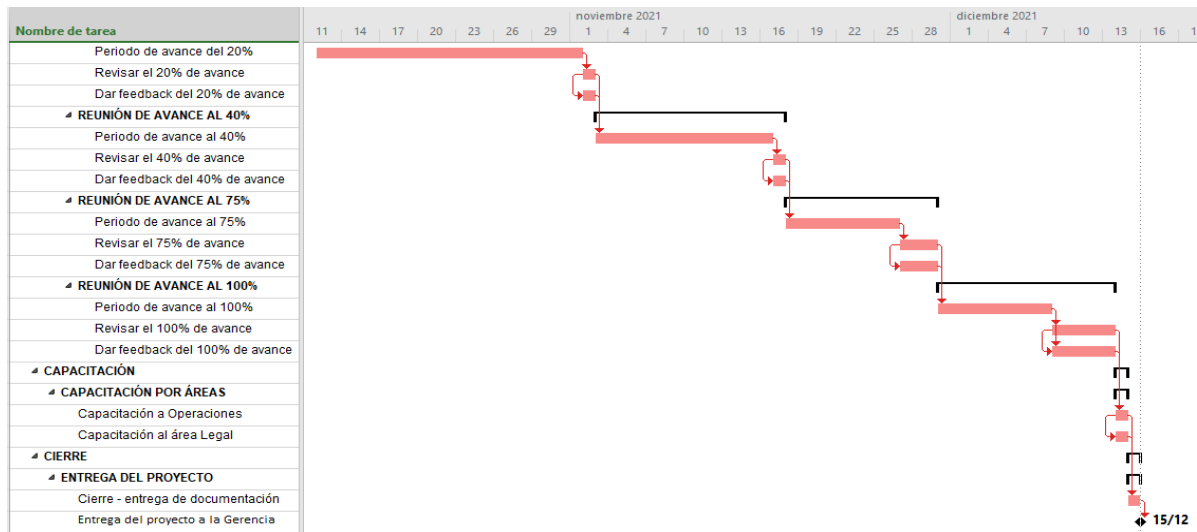 noviembre 2021 diciembre 2021
Nombre de tarea 11 14 17 20 23 26 29 1 4 7 10 13 16 19 22 25 28 1 4 7 10 13 16 1
Periodo de avance del 20%
Revisar el 20% de avance
Dar feedback del 20% de avance
REUNIÓN DE AVANCE AL 40%
Periodo de avance al 40%
Revisar el 40% de avance
Dar feedback del 40% de avance
REUNIÓN DE AVANCE AL 75%
Periodo de avance al 75%
Revisar el 75% de avance
Dar feedback del 75% de avance
REUNIÓN DE AVANCE AL 100%
Periodo de avance al 100%
Revisar el 100% de avance
Dar feedback del 100% de avance
CAPACITACIÓN
CAPACITACIÓN POR ÁREAS
Capacitación a Operaciones
Capacitación al área Legal
CIERRE
ENTREGA DEL PROYECTO
Cierre - entrega de documentación
Entrega del proyecto a la Gerencia 15/12